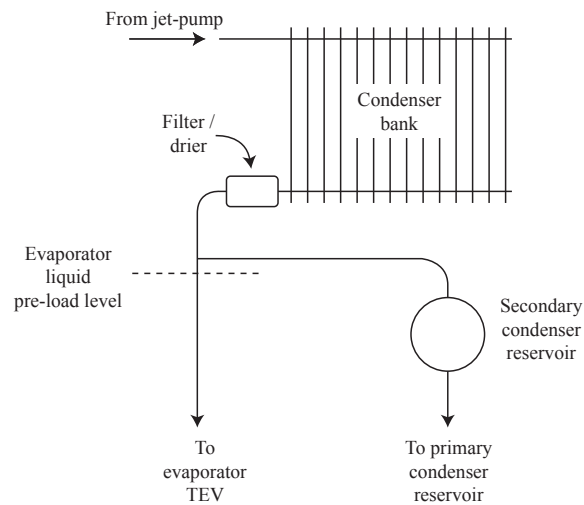 From jet-pump
Condenser
bank
Filter /
drier
Evaporator
liquid
pre-load level
Secondary
condenser
reservoir
To
evaporator
TEV
To primary
condenser
reservoir